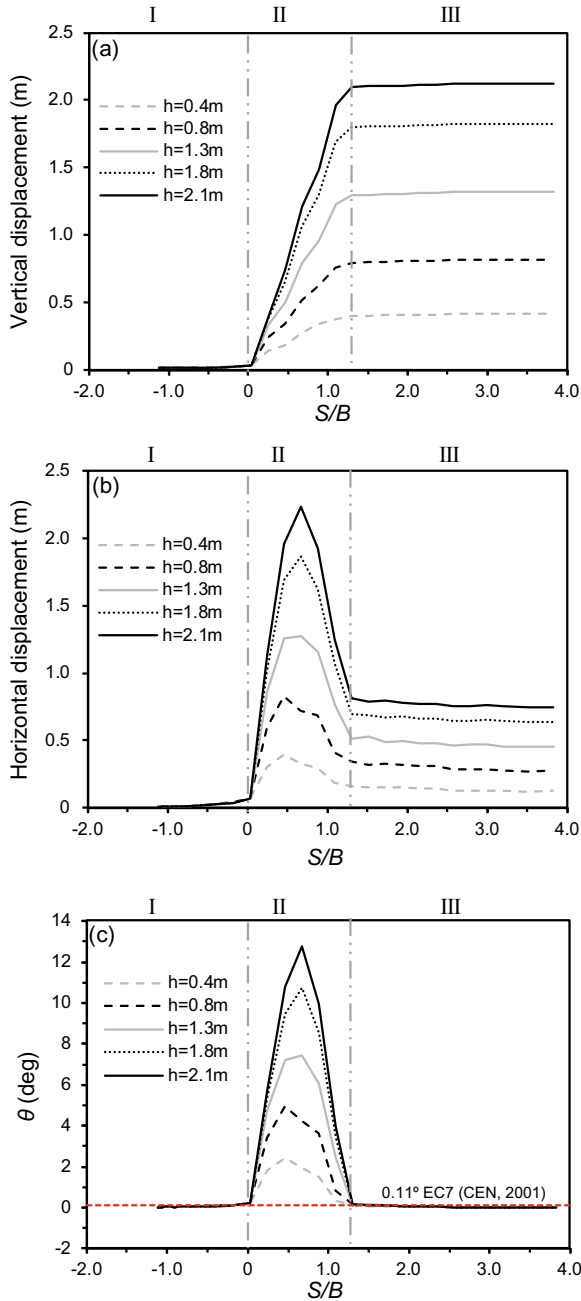 I II III
(a)
2.5
2.0
1.5
1.0
0.5
0
Vertical displacement (m)
h=0.4m
h=0.8m
h=1.3m
h=1.8m
h=2.1m
-2.0 -1.0 0 1.0 2.0 3.0 4.0
S/B
I II III
(b)
2.5
2.0
1.5
1.0
0.5
0
Horizontal displacement (m)
h=0.4m
h=0.8m
h=1.3m
h=1.8m
h=2.1m
-2.0 -1.0 0 1.0 2.0 3.0 4.0
S/B
I II III
(c)
14
12
10
8
6
4
2
0
-2
θ (deg)
h=0.4m
h=0.8m
h=1.3m
h=1.8m
h=2.1m
0.11º EC7 (CEN, 2001)
-2.0 -1.0 0 1.0 2.0 3.0 4.0
S/B